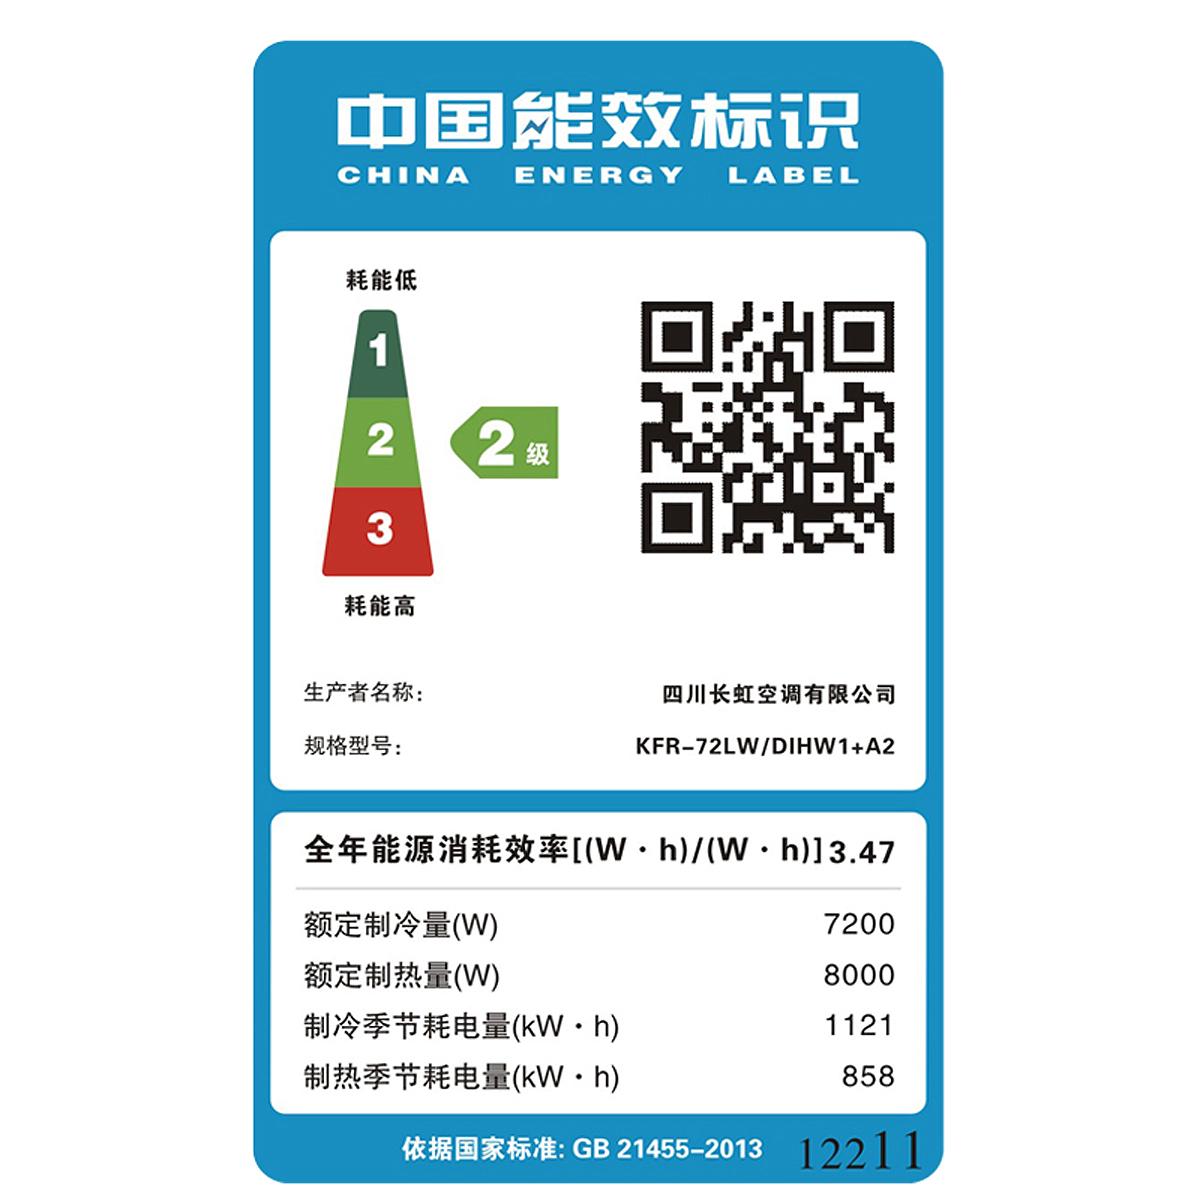 中国能效标识
CHINA ENERGY LABEL
耗能低
1
2
2级
3
耗能高
生产者名称: 四川长虹空调有限公司
规格型号: KFR-72LW/DIHW1+A2
全年能源消耗效率[(W·h)/(W·h)] 3.47
额定制冷量(W) 7200
额定制热量(W) 8000
制冷季节耗电量(kW·h) 1121
制热季节耗电量(kW·h) 858
依据国家标准: GB 21455-2013 12211